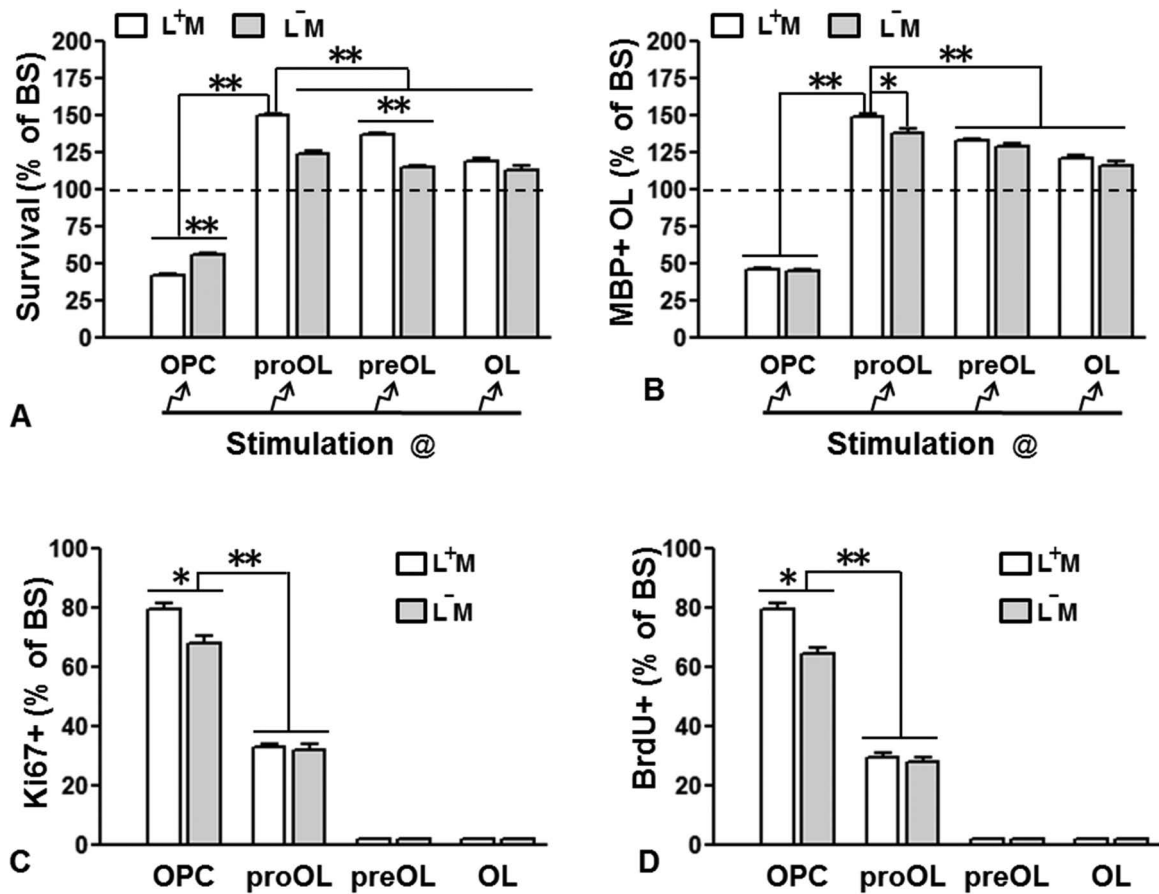 L⁺M L⁻M
Survival (% of BS)
200
175
150
125
100
75
50
25
0
**
**
**
**
OPC proOL preOL OL
Stimulation @
A
L⁺M L⁻M
MBP+ OL (% of BS)
200
175
150
125
100
75
50
25
0
**
*
**
OPC proOL preOL OL
Stimulation @
B
Ki67+ (% of BS)
100
80
60
40
20
0
*
**
L⁺M
L⁻M
OPC proOL preOL OL
C
BrdU+ (% of BS)
100
80
60
40
20
0
*
**
L⁺M
L⁻M
OPC proOL preOL OL
D